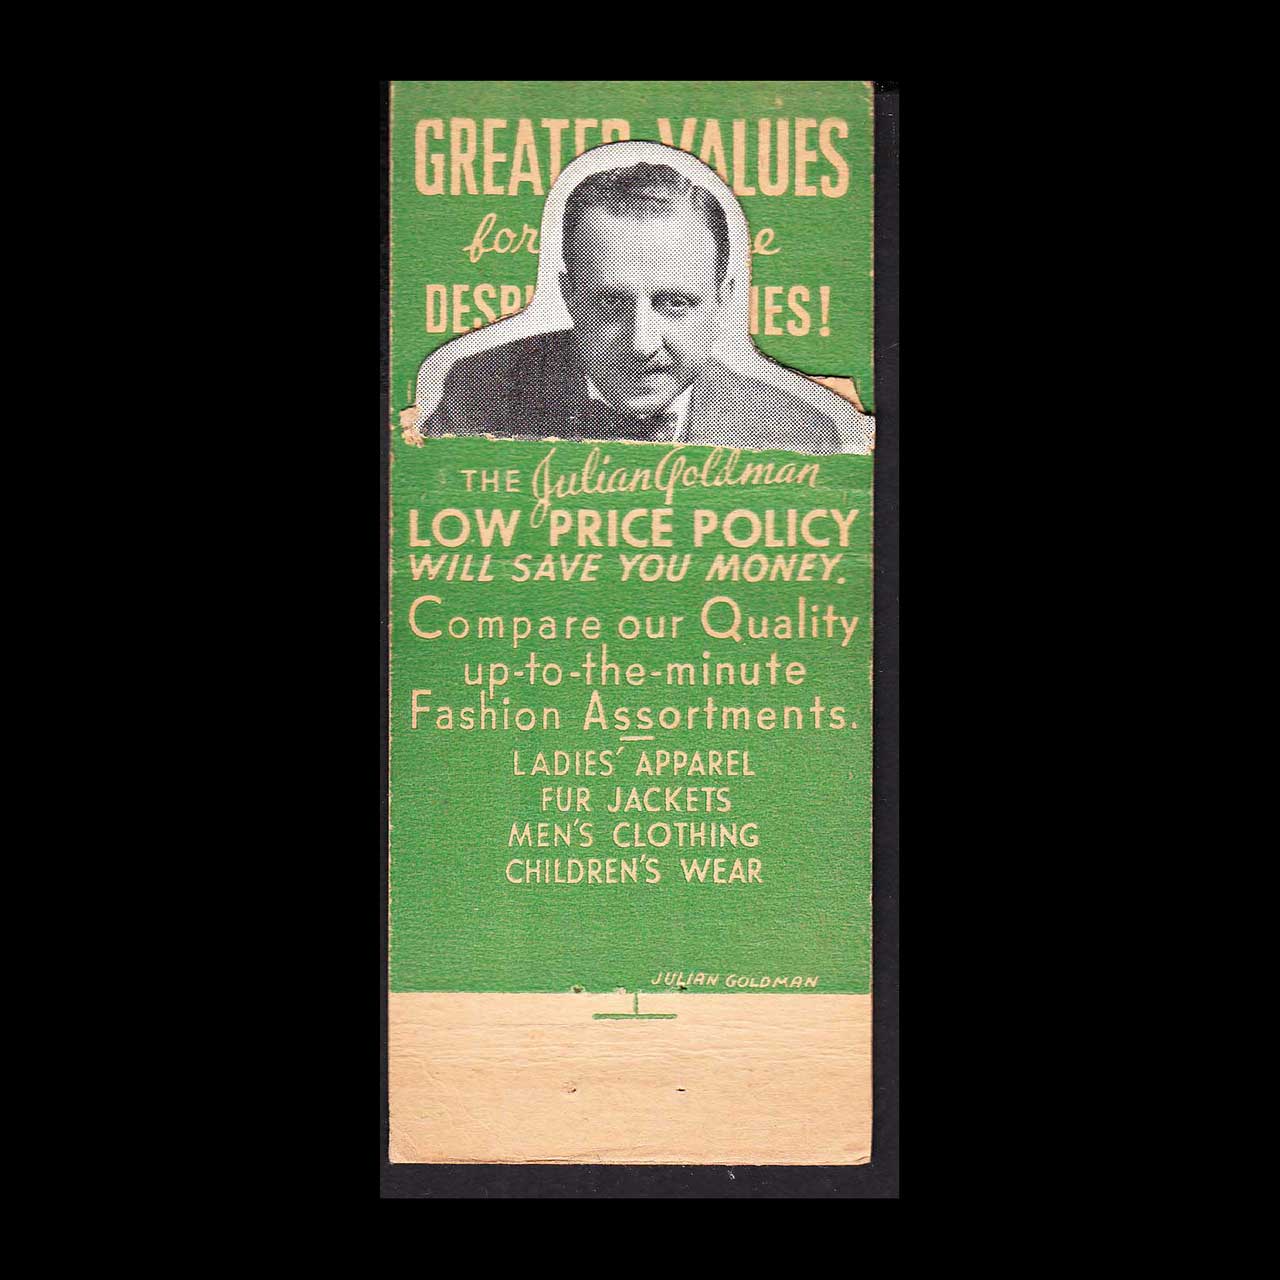 GREATER VALUES
for
DESP IES!
THE Julian Goldman
LOW PRICE POLICY
WILL SAVE YOU MONEY.
Compare our Quality
up-to-the-minute
Fashion Assortments.
LADIES' APPAREL
FUR JACKETS
MEN'S CLOTHING
CHILDREN'S WEAR
JULIAN GOLDMAN